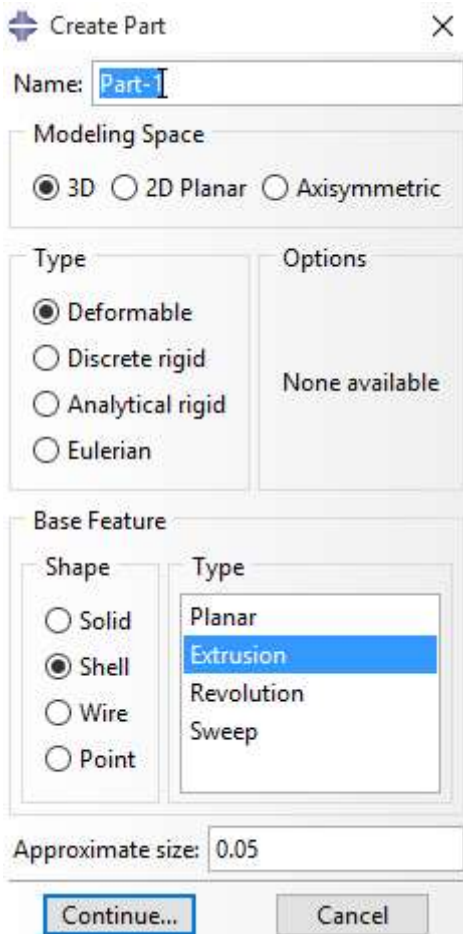 Create Part
Name: Part-1
Modeling Space
3D 2D Planar Axisymmetric
Type
Deformable
Discrete rigid
Analytical rigid
Eulerian
Options
None available
Base Feature
Shape
Solid
Shell
Wire
Point
Type
Planar
Extrusion
Revolution
Sweep
Approximate size: 0.05
Continue... Cancel